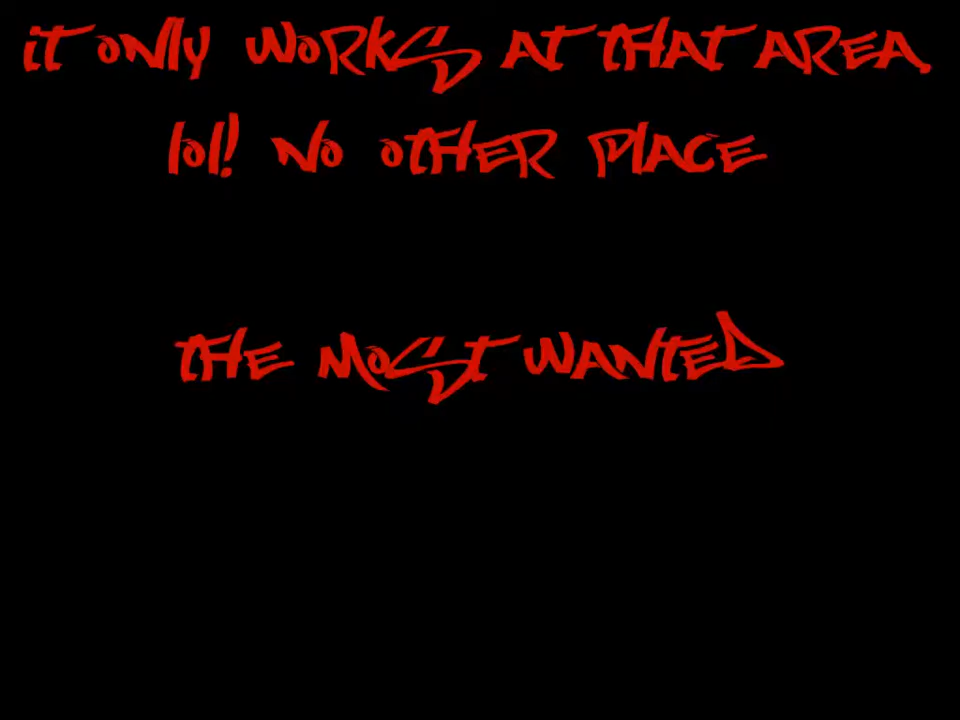 it only works at that area.
lol! no other place
the most wanted